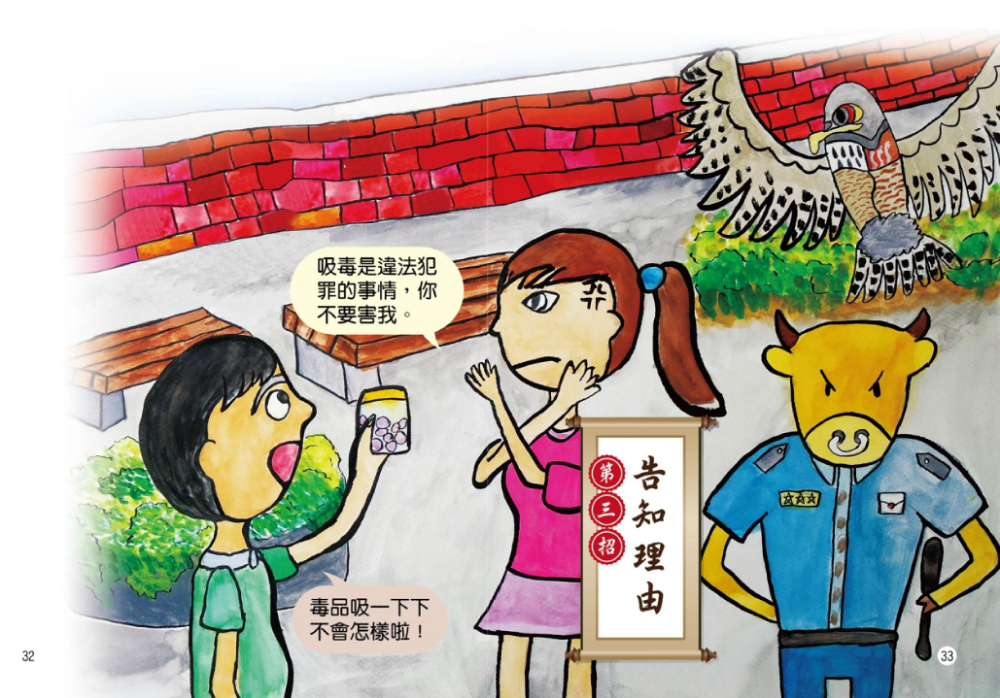 吸毒是違法犯
罪的事情，你
不要害我。
第三招
告知理由
毒品吸一下下
不會怎樣啦！
32
33